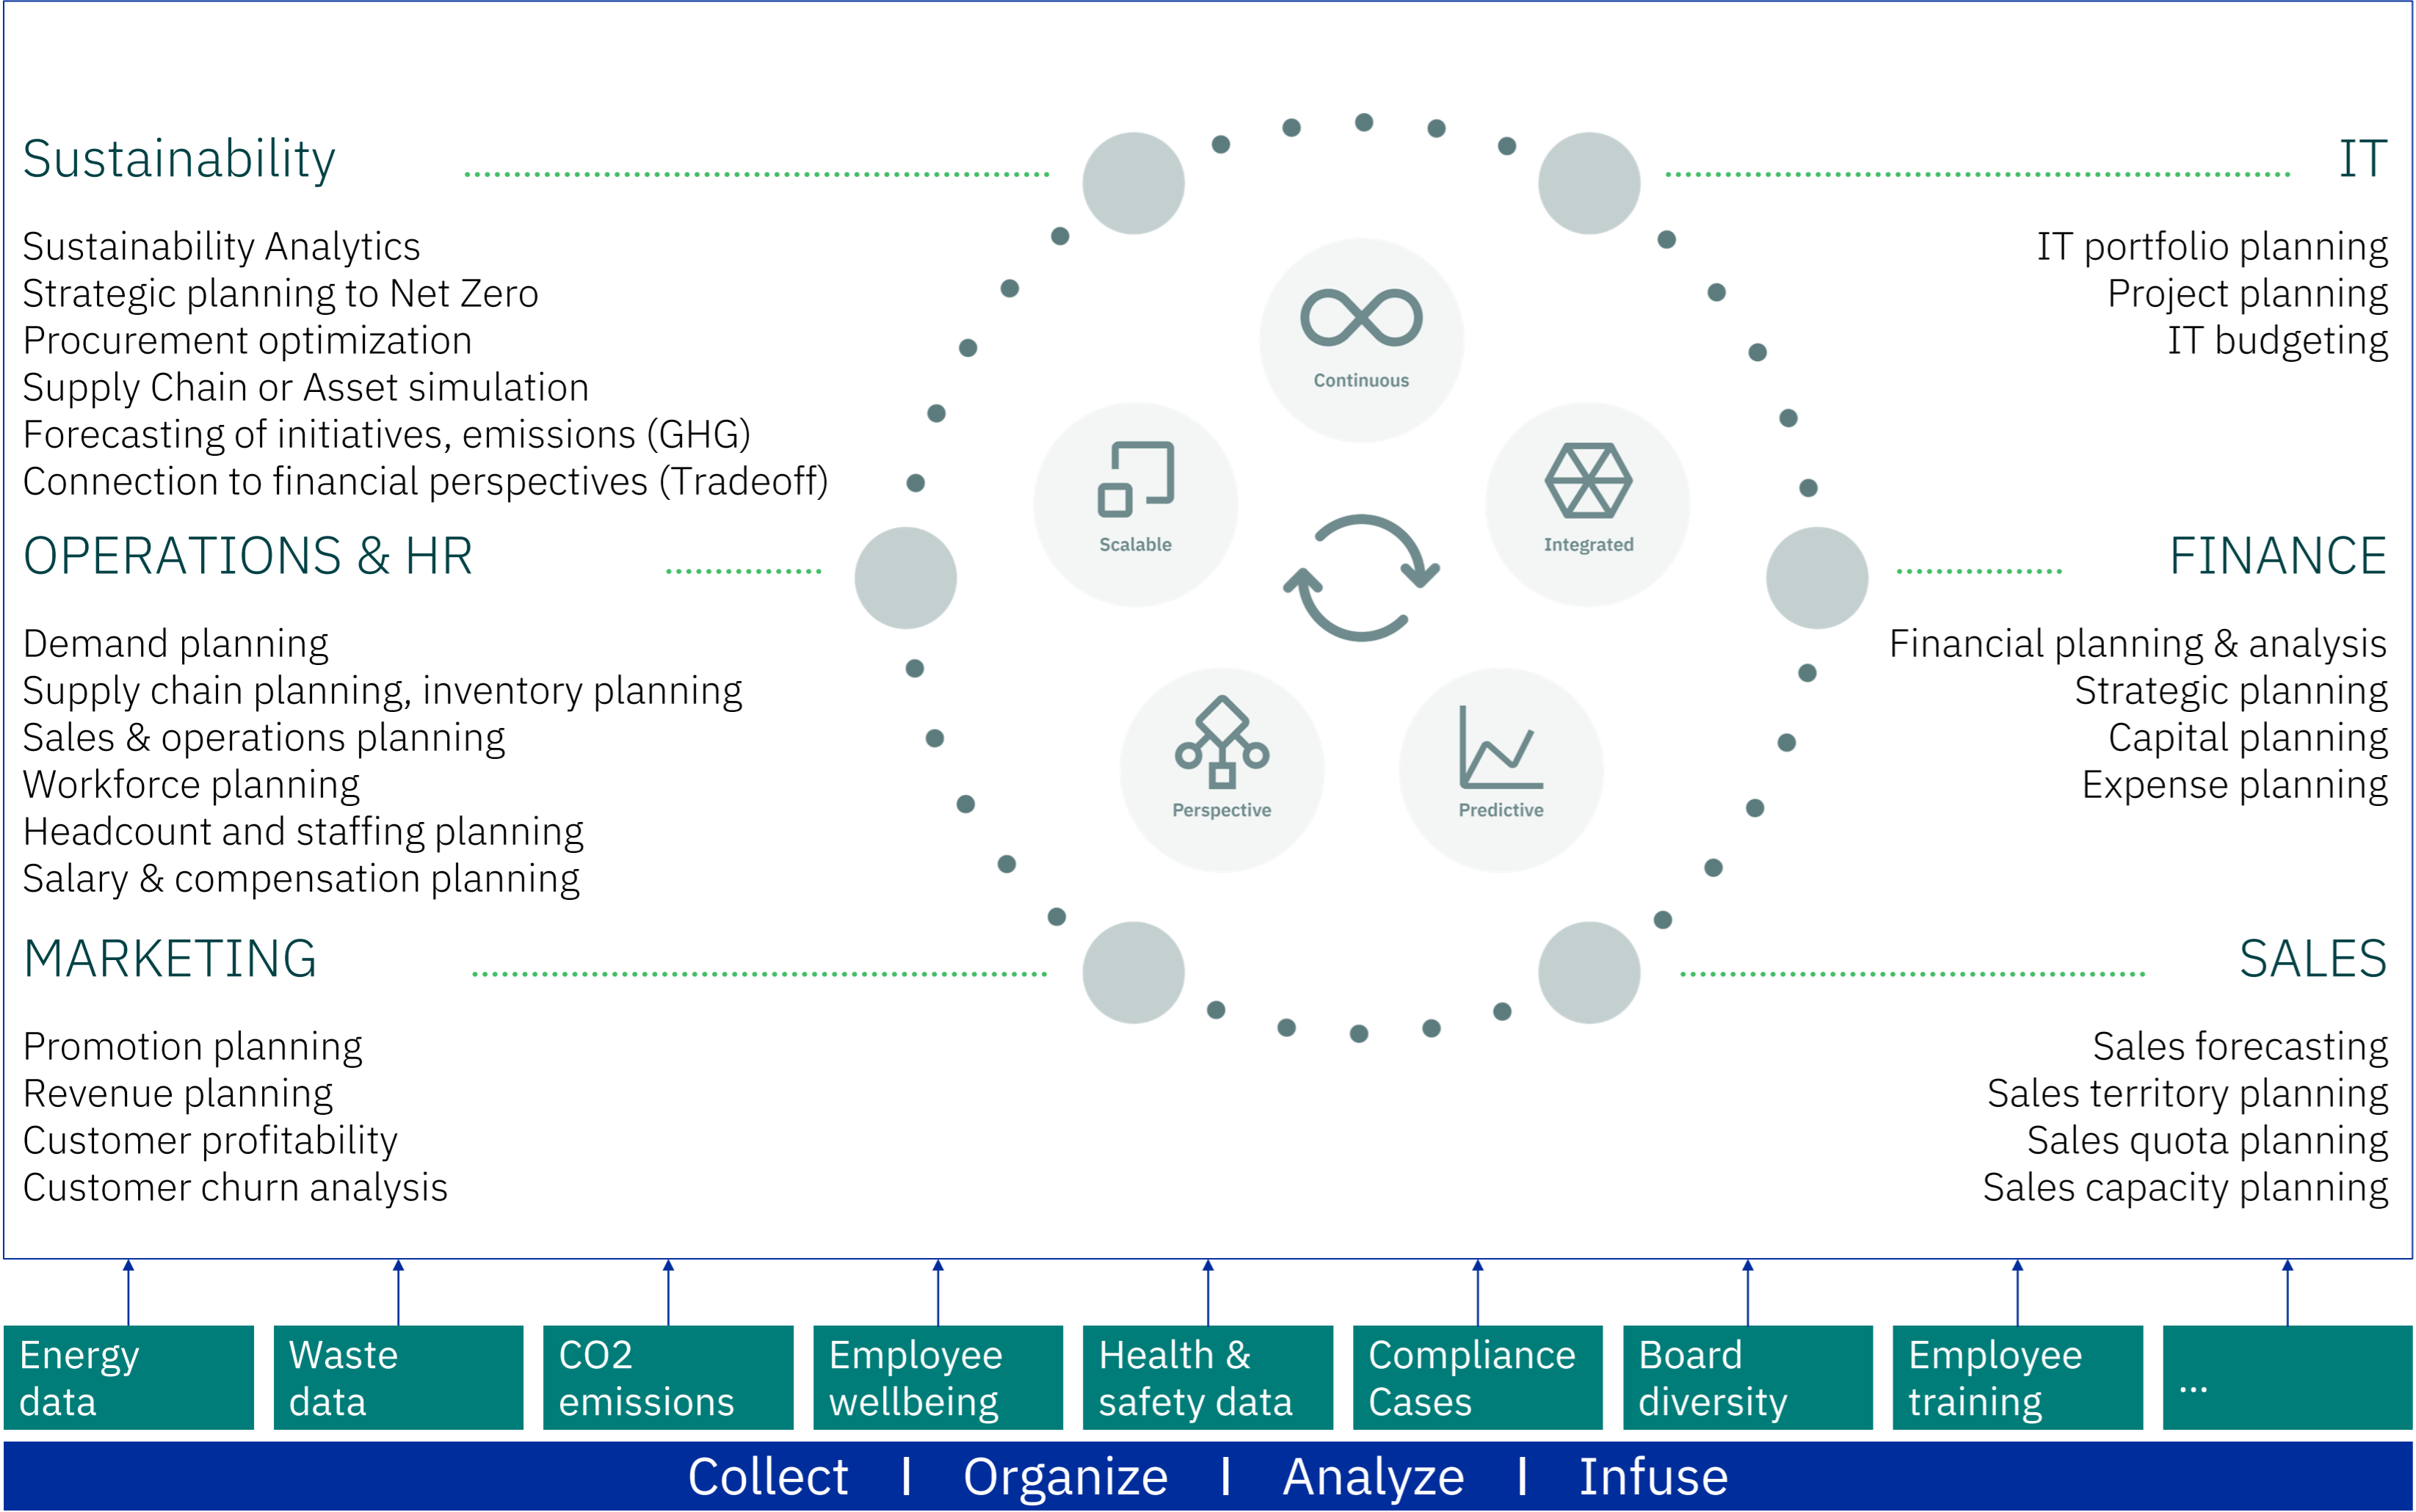 Sustainability
Sustainability Analytics
Strategic planning to Net Zero
Procurement optimization
Supply Chain or Asset simulation
Forecasting of initiatives, emissions (GHG)
Connection to financial perspectives (Tradeoff)
OPERATIONS & HR
Demand planning
Supply chain planning, inventory planning
Sales & operations planning
Workforce planning
Headcount and staffing planning
Salary & compensation planning
MARKETING
Promotion planning
Revenue planning
Customer profitability
Customer churn analysis
Continuous
Scalable
Integrated
Perspective
Predictive
IT
IT portfolio planning
Project planning
IT budgeting
FINANCE
Financial planning & analysis
Strategic planning
Capital planning
Expense planning
SALES
Sales forecasting
Sales territory planning
Sales quota planning
Sales capacity planning
Energy
data
Waste
data
CO2
emissions
Employee
wellbeing
Health &
safety data
Compliance
Cases
Board
diversity
Employee
training
...
Collect | Organize | Analyze | Infuse